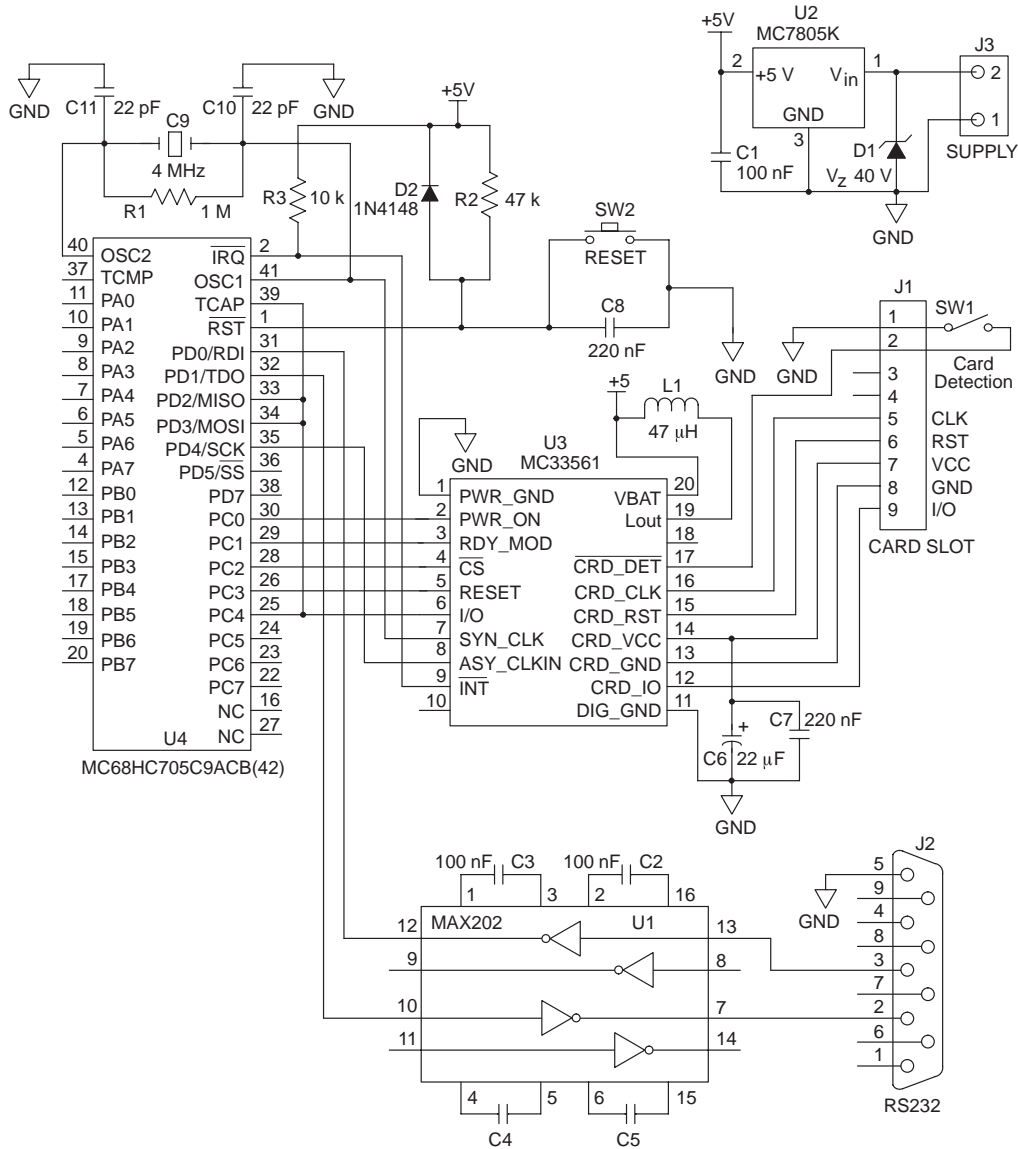 U2
MC7805K
+5V
2
+5 V
Vin
1
GND
3
C1
100 nF
D1
VZ 40 V
GND
J3
2
1
SUPPLY
GND
C11
22 pF
C10
22 pF
GND
C9
4 MHz
R1
1 M
+5V
R3
10 k
D2
1N4148
R2
47 k
SW2
RESET
C8
220 nF
GND
40 OSC2
37 TCMP
11 PA0
10 PA1
9 PA2
8 PA3
7 PA4
6 PA5
5 PA6
4 PA7
12 PB0
13 PB1
14 PB2
15 PB3
17 PB4
18 PB5
19 PB6
20 PB7
IRQ 2
OSC1 41
TCAP 39
RST 1
PD0/RDI 31
PD1/TDO 32
PD2/MISO 33
PD3/MOSI 34
PD4/SCK 35
PD5/SS 36
PD7 38
PC0 30
PC1 29
PC2 28
PC3 26
PC4 25
PC5 24
PC6 23
PC7 22
NC 16
NC 27
U4
MC68HC705C9ACB(42)
GND
+5
L1
47 μH
U3
MC33561
1 PWR_GND
2 PWR_ON
3 RDY_MOD
4 CS
5 RESET
6 I/O
7 SYN_CLK
8 ASY_CLKIN
9 INT
10
VBAT 20
Lout 19
18
CRD_DET 17
CRD_CLK 16
CRD_RST 15
CRD_VCC 14
CRD_GND 13
CRD_IO 12
DIG_GND 11
C7
220 nF
+
C6
22 μF
GND
J1
SW1
GND
Card
Detection
1
2
3
4
5 CLK
6 RST
7 VCC
8 GND
9 I/O
CARD SLOT
100 nF
C3
100 nF
C2
1
3
2
16
MAX202
U1
12
13
9
8
10
7
11
14
4
5
6
15
C4
C5
J2
GND
5
9
4
8
3
7
2
6
1
RS232